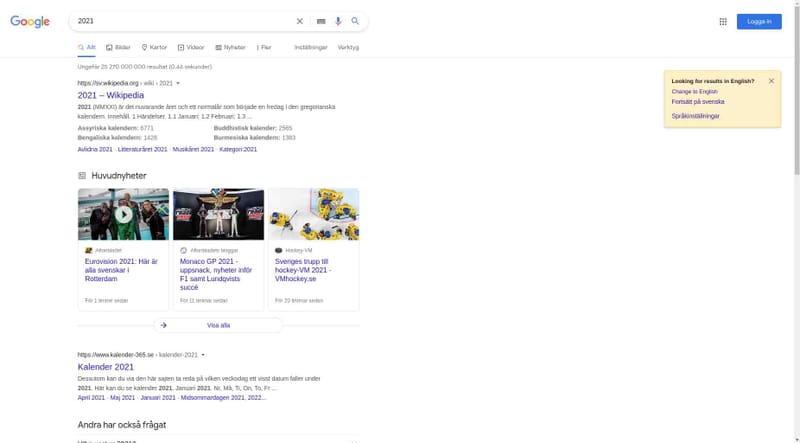 Google
2021
Logga in
Allt
Bilder
Kartor
Videor
Nyheter
Fler
Inställningar
Verktyg
Ungefär 25 270 000 000 resultat (0,44 sekunder)
Looking for results in English?
Change to English
Fortsätt på svenska
Språkinställningar
https://sv.wikipedia.org › wiki › 2021
2021 – Wikipedia
2021 (MMXXI) är det nuvarande året och ett normalår som började en fredag i den gregorianska
kalendern. Innehåll. 1 Händelser. 1.1 Januari; 1.2 Februari; 1.3 ...
Assyriska kalendern: 6771
Buddhistisk kalender: 2565
Bengaliska kalendern: 1428
Burmesiska kalendern: 1383
Avlidna 2021 · Litteraturåret 2021 · Musikåret 2021 · Kategori:2021
Huvudnyheter
Aftonbladet
Eurovision 2021: Här är
alla svenskar i
Rotterdam
För 1 timme sedan
Aftonbladets bloggar
Monaco GP 2021 -
uppsnack, nyheter inför
F1 samt Lundqvists
succé
För 11 timmar sedan
Hockey-VM
Sveriges trupp till
hockey-VM 2021 -
VMhockey.se
För 20 timmar sedan
Visa alla
https://www.kalender-365.se › kalender-2021
Kalender 2021
Dessutom kan du via den här sajten ta reda på vilken veckodag ett visst datum faller under
2021. Här kan du se kalender 2021. Januari 2021. Nr, Må, Ti, On, To, Fr ...
April 2021 · Maj 2021 · Januari 2021 · Midsommardagen 2021, 2022...
Andra har också frågat